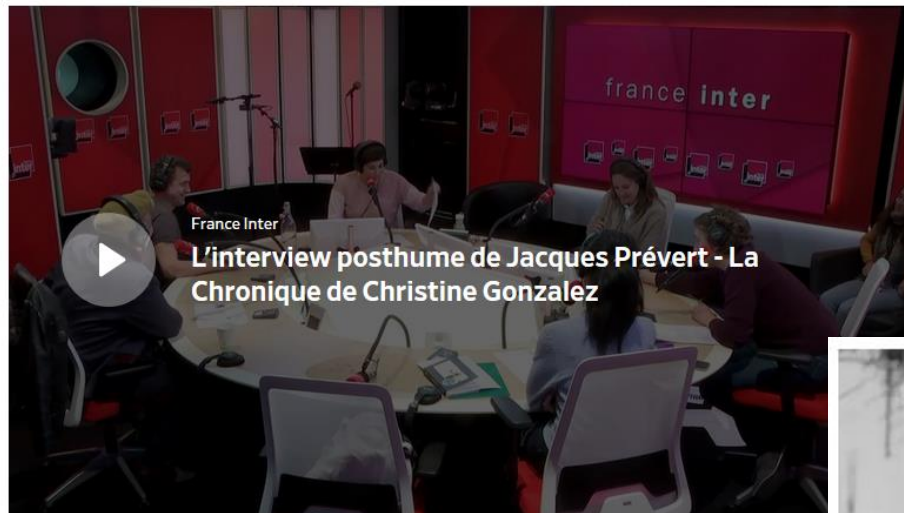 france inter
France Inter
L'interview posthume de Jacques Prévert - La
Chronique de Christine Gonzalez